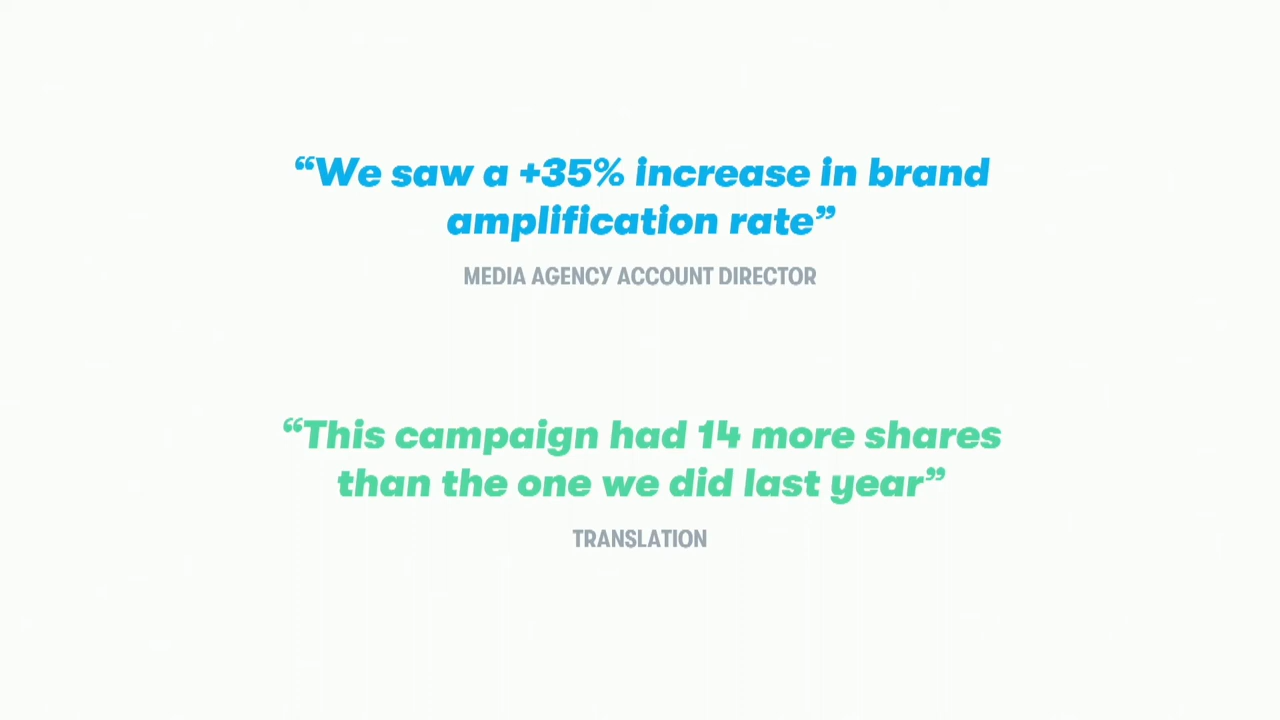 “We saw a +35% increase in brand
amplification rate”
MEDIA AGENCY ACCOUNT DIRECTOR
“This campaign had 14 more shares
than the one we did last year”
TRANSLATION